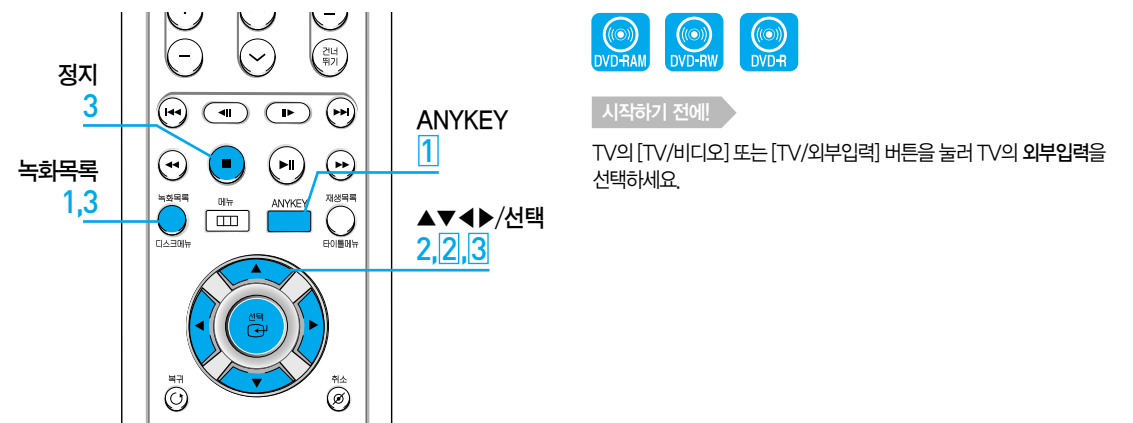 건너
뛰기
정지
3
녹화목록
1,3
녹화목록
메뉴
ANYKEY
재생목록
디스크메뉴
타이틀메뉴
선택
복귀
취소
ANYKEY
1
▲▼◀▶/선택
2,2,3
DVD-RAM
DVD-RW
DVD-R
시작하기 전에!
TV의 [TV/비디오] 또는 [TV/외부입력] 버튼을 눌러 TV의 외부입력을
선택하세요.